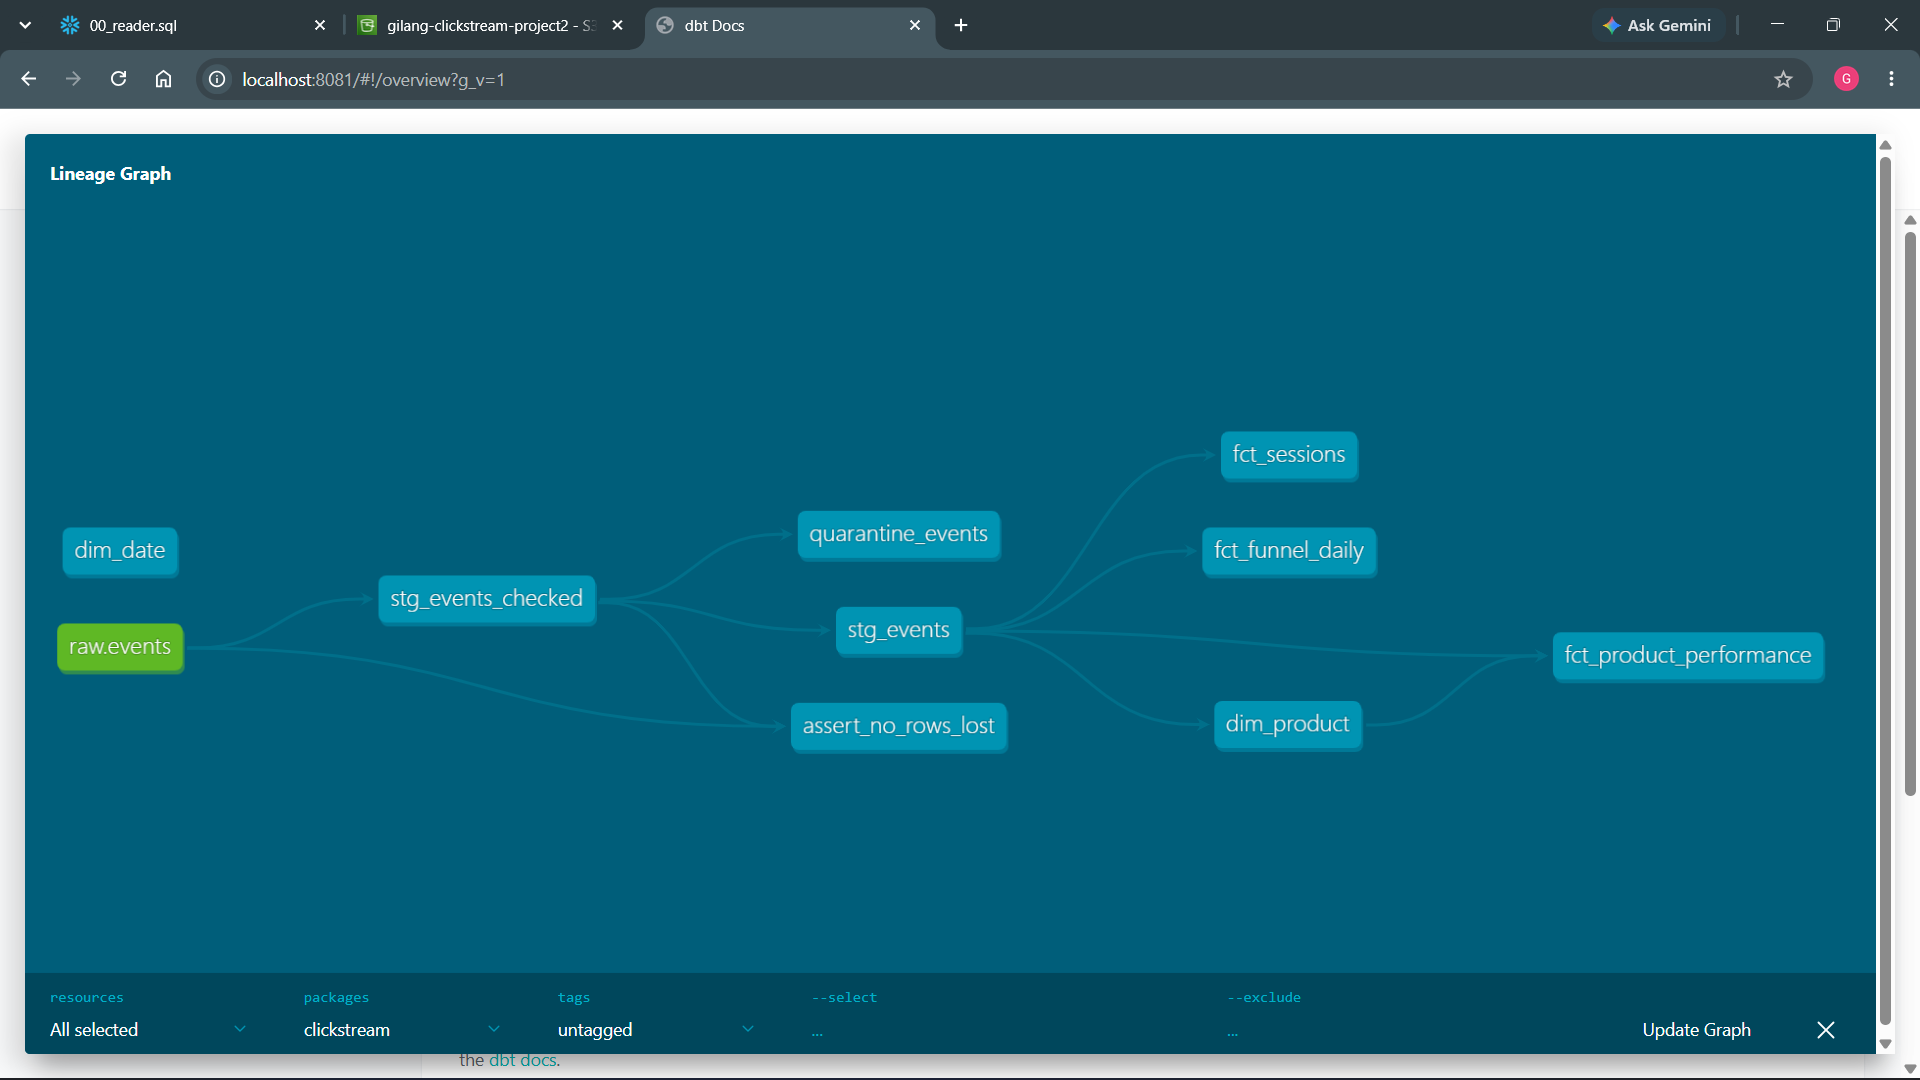 00_reader.sql
gilang-clickstream-project2 - S3
dbt Docs
Ask Gemini
localhost:8081/#!/overview?g_v=1
G
Lineage Graph
fct_sessions
quarantine_events
dim_date
fct_funnel_daily
stg_events_checked
stg_events
raw.events
fct_product_performance
assert_no_rows_lost
dim_product
resources
packages
tags
--select
--exclude
All selected
clickstream
untagged
...
...
Update Graph
the dbt docs.